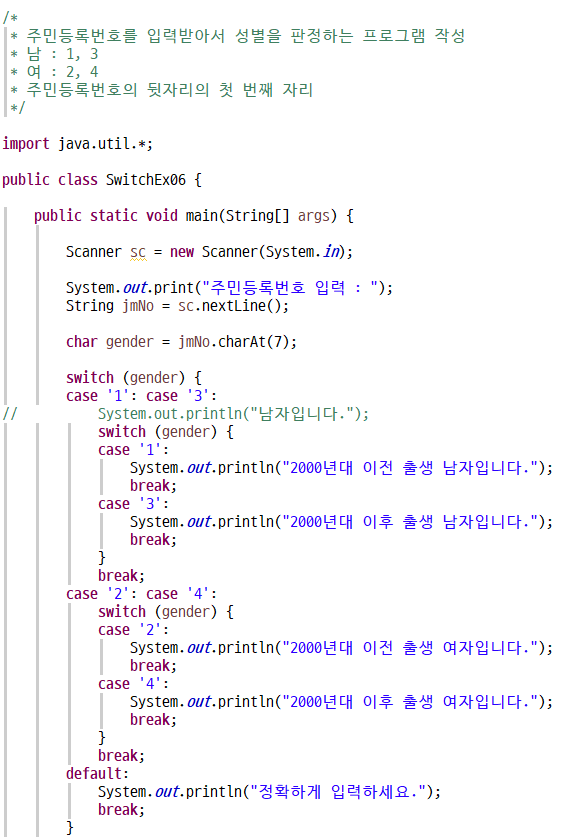 /*
 * 주민등록번호를 입력받아서 성별을 판정하는 프로그램 작성
 * 남 : 1, 3
 * 여 : 2, 4
 * 주민등록번호의 뒷자리의 첫 번째 자리
 */
import java.util.*;
public class SwitchEx06 {
    public static void main(String[] args) {
        Scanner sc = new Scanner(System.in);
        System.out.print("주민등록번호 입력 : ");
        String jmNo = sc.nextLine();
        char gender = jmNo.charAt(7);
        switch (gender) {
        case '1': case '3':
//          System.out.println("남자입니다.");
            switch (gender) {
            case '1':
                System.out.println("2000년대 이전 출생 남자입니다.");
                break;
            case '3':
                System.out.println("2000년대 이후 출생 남자입니다.");
                break;
            }
            break;
        case '2': case '4':
            switch (gender) {
            case '2':
                System.out.println("2000년대 이전 출생 여자입니다.");
                break;
            case '4':
                System.out.println("2000년대 이후 출생 여자입니다.");
                break;
            }
            break;
        default:
            System.out.println("정확하게 입력하세요.");
            break;
        }